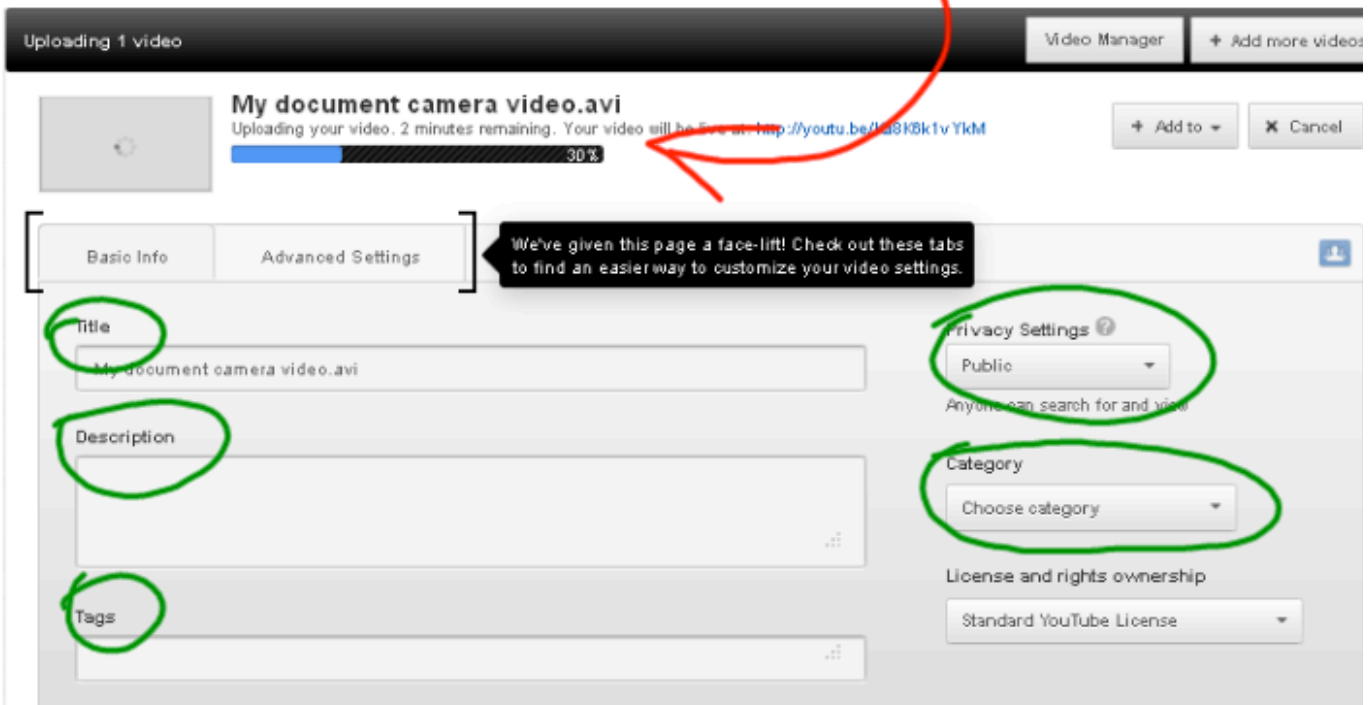 Uploading 1 video
Video Manager
+ Add more videos
My document camera video.avi
Uploading your video. 2 minutes remaining. Your video will be live at: http://youtu.be/
+ Add to
✖ Cancel
30%
Basic Info
Advanced Settings
We've given this page a face-lift! Check out these tabs
to find an easier way to customize your video settings.
Title
My document camera video.avi
Description
Tags
Privacy Settings ?
Public
Anyone can search for and view
Category
Choose category
License and rights ownership
Standard YouTube License